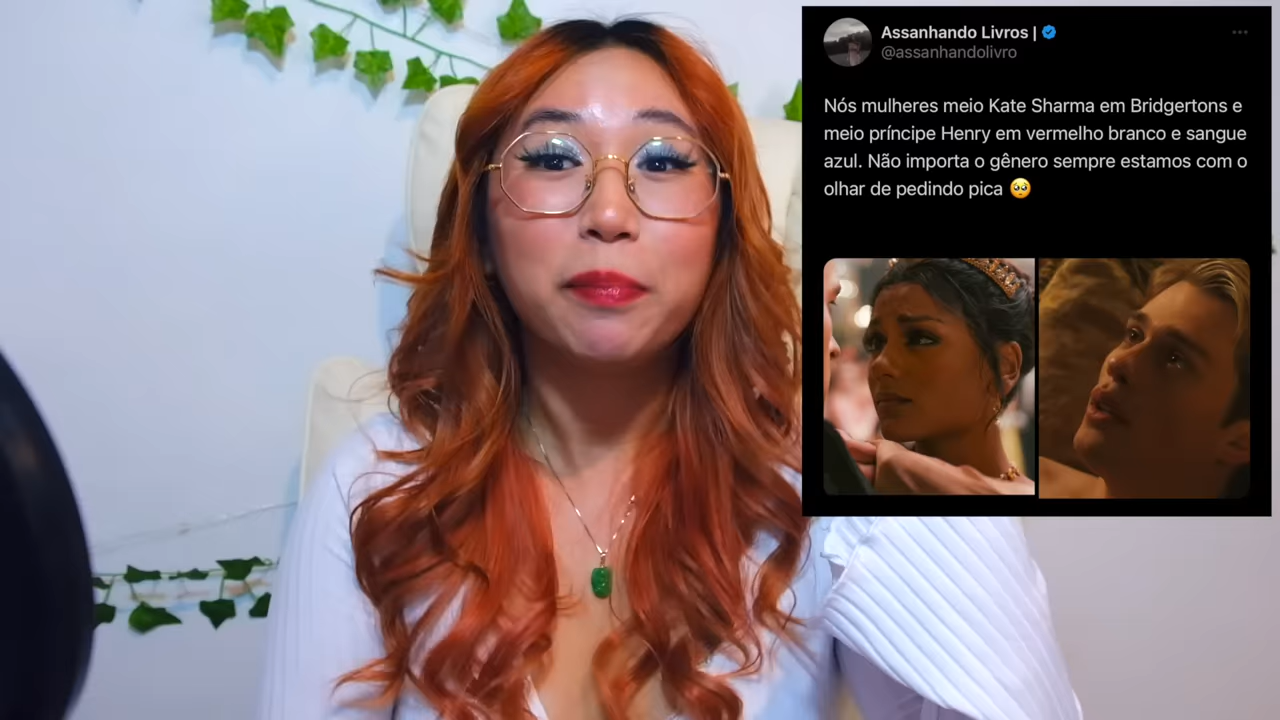 Assanhando Livros |
@assanhandolivro
Nós mulheres meio Kate Sharma em Bridgertons e
meio príncipe Henry em vermelho branco e sangue
azul. Não importa o gênero sempre estamos com o
olhar de pedindo pica 🥺